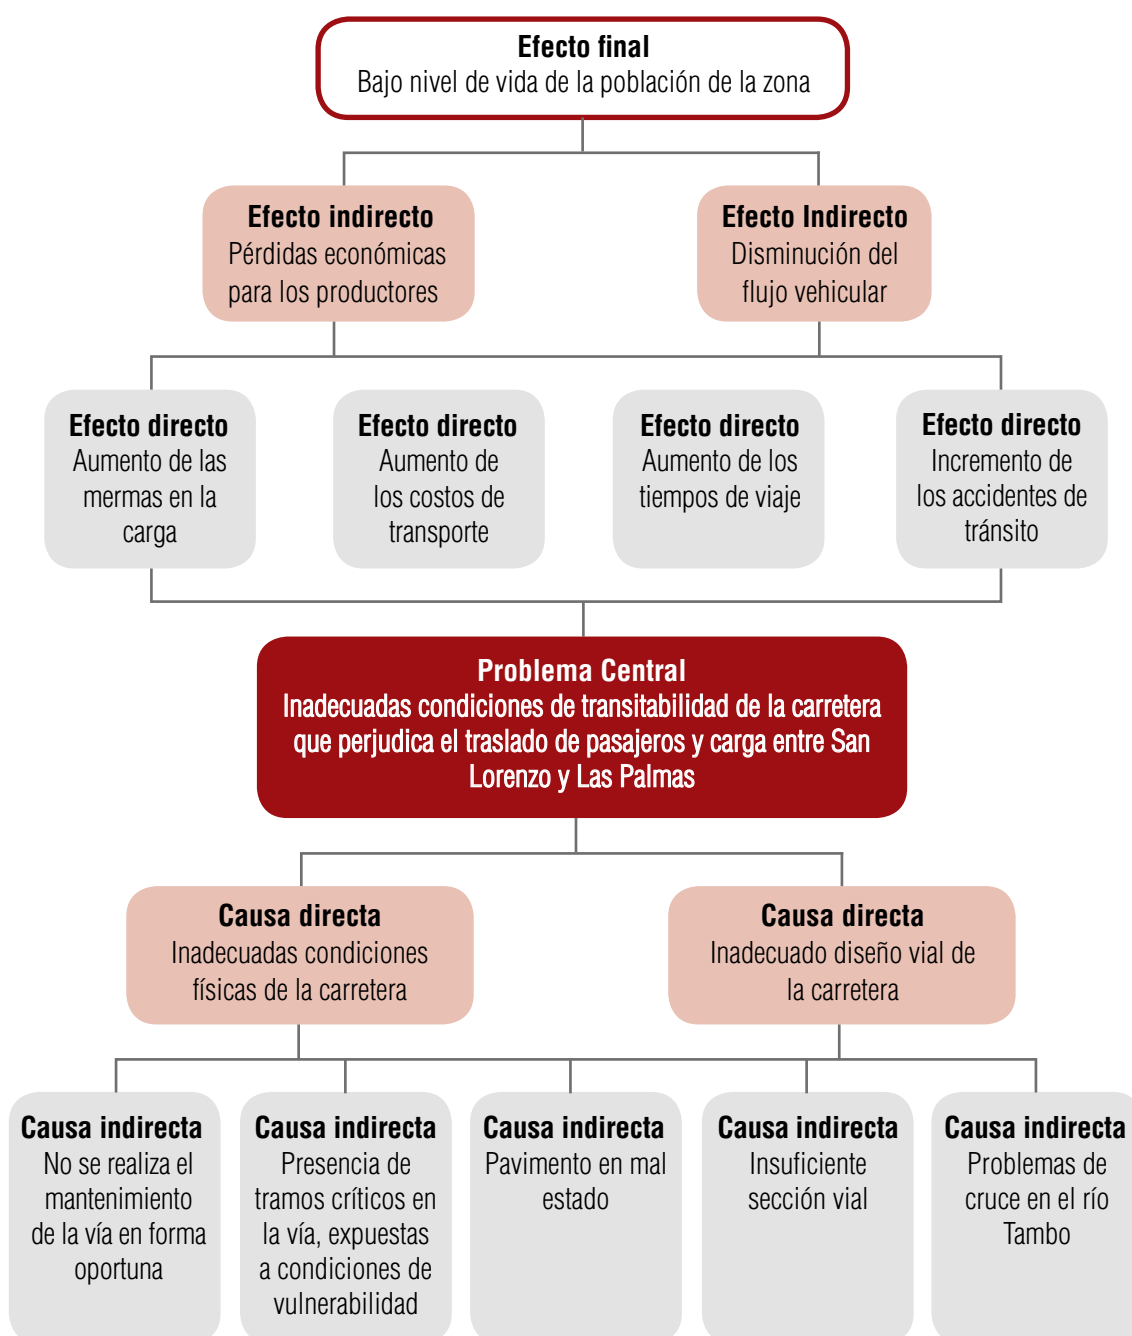 Efecto final
Bajo nivel de vida de la población de la zona
Efecto indirecto
Pérdidas económicas
para los productores
Efecto Indirecto
Disminución del
flujo vehicular
Efecto directo
Aumento de las
mermas en la
carga
Efecto directo
Aumento de
los costos de
transporte
Efecto directo
Aumento de los
tiempos de viaje
Efecto directo
Incremento de
los accidentes de
tránsito
Problema Central
Inadecuadas condiciones de transitabilidad de la carretera
que perjudica el traslado de pasajeros y carga entre San
Lorenzo y Las Palmas
Causa directa
Inadecuadas condiciones
físicas de la carretera
Causa directa
Inadecuado diseño vial de
la carretera
Causa indirecta
No se realiza el
mantenimiento
de la vía en forma
oportuna
Causa indirecta
Presencia de
tramos críticos en
la vía, expuestas
a condiciones de
vulnerabilidad
Causa indirecta
Pavimento en mal
estado
Causa indirecta
Insuficiente
sección vial
Causa indirecta
Problemas de
cruce en el río
Tambo